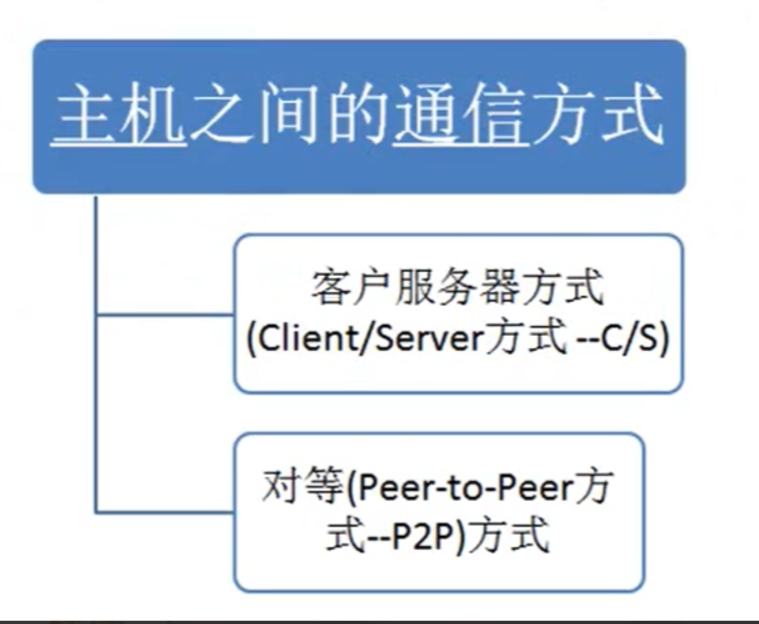 主机之间的通信方式
客户服务器方式
(Client/Server方式 --C/S)
对等(Peer-to-Peer方
式--P2P)方式